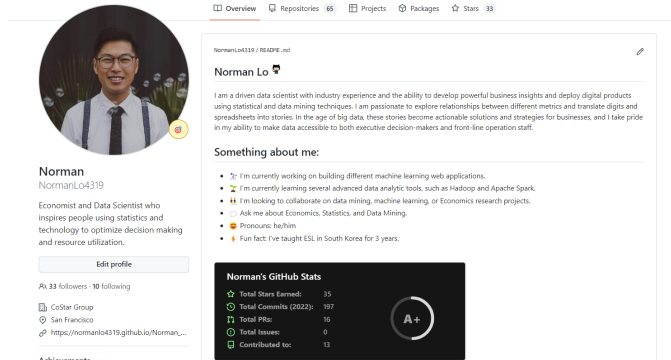 Overview
Repositories 65
Projects
Packages
Stars 33
NormanLo4319 / README.md
Norman Lo
I am a driven data scientist with industry experience and the ability to develop powerful business insights and deploy digital products
using statistical and data mining techniques. I am passionate to explore relationships between different metrics and translate digits and
spreadsheets into stories. In the age of big data, these stories become actionable solutions and strategies for businesses, and I take pride
in my ability to make data accessible to both executive decision-makers and front-line operation staff.
Something about me:
I'm currently working on building different machine learning web applications.
I'm currently learning several advanced data analytic tools, such as Hadoop and Apache Spark.
I'm looking to collaborate on data mining, machine learning, or Economics research projects.
Ask me about Economics, Statistics, and Data Mining.
Pronouns: he/him
Fun fact: I've taught ESL in South Korea for 3 years.
Norman's GitHub Stats
Total Stars Earned: 35
Total Commits (2022): 197
Total PRs: 16
Total Issues: 0
Contributed to: 13
A+
Norman
NormanLo4319
Economist and Data Scientist who
inspires people using statistics and
technology to optimize decision making
and resource utilization.
Edit profile
33 followers · 10 following
CoStar Group
San Francisco
https://normanlo4319.github.io/Norman_...